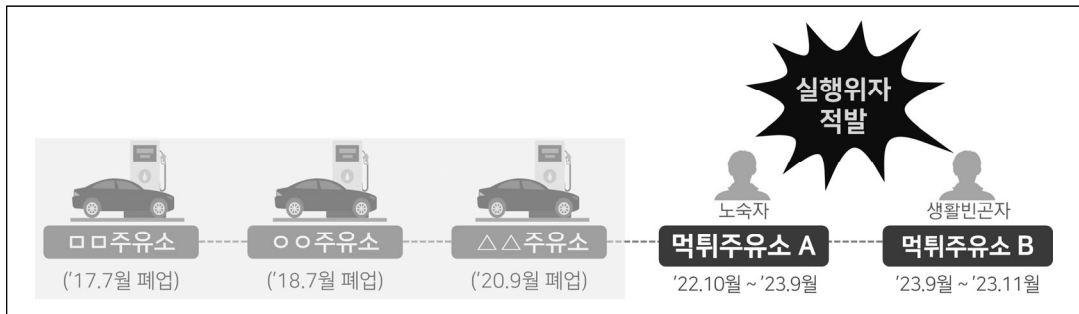 실행위자
적발
노숙자
생활빈곤자
ㅁㅁ주유소
ㅇㅇ주유소
△△주유소
먹튀주유소 A
먹튀주유소 B
('17.7월 폐업)
('18.7월 폐업)
('20.9월 폐업)
'22.10월 ~ '23.9월
'23.9월 ~ '23.11월